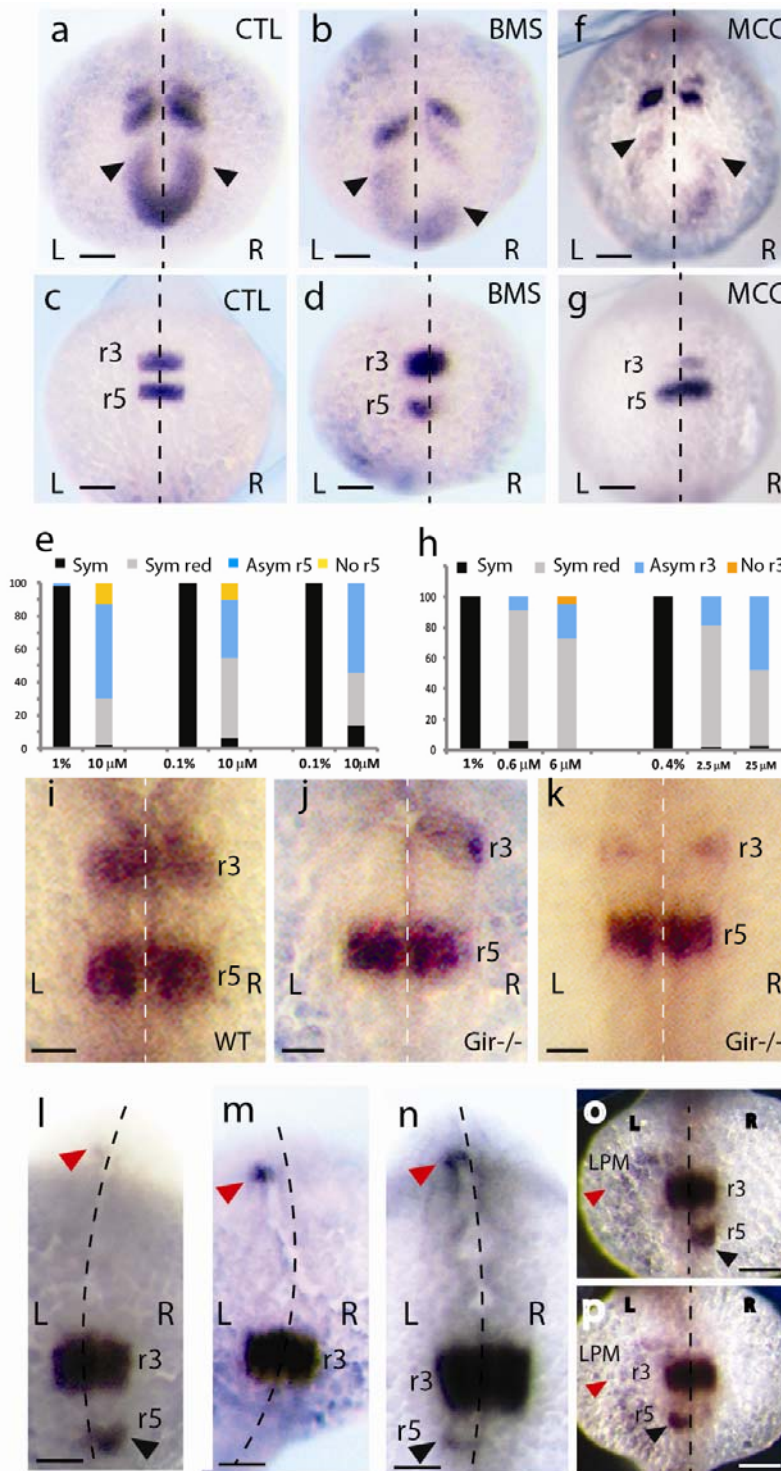 a CTL
b BMS
f MCC
L R
L R
L R
c CTL
d BMS
g MCC
r3
r5
r3
r5
r3
r5
L R
L R
L R
e
Sym Sym red Asym r5 No r5
100
80
60
40
20
0
1% 10 μM 0.1% 10 μM 0.1% 10μM
h
Sym Sym red Asym r3 No r3
100
80
60
40
20
0
1% 0.6 μM 6 μM 0.4% 2.5 μM 25 μM
i
r3
r5
L R
WT
j
r3
r5
L R
Gir-/-
k
r3
r5
L R
Gir-/-
l
L R
r3
r5
m
L R
r3
n
L R
r3
r5
o
L R
LPM
r3
r5
p
L R
LPM
r3
r5